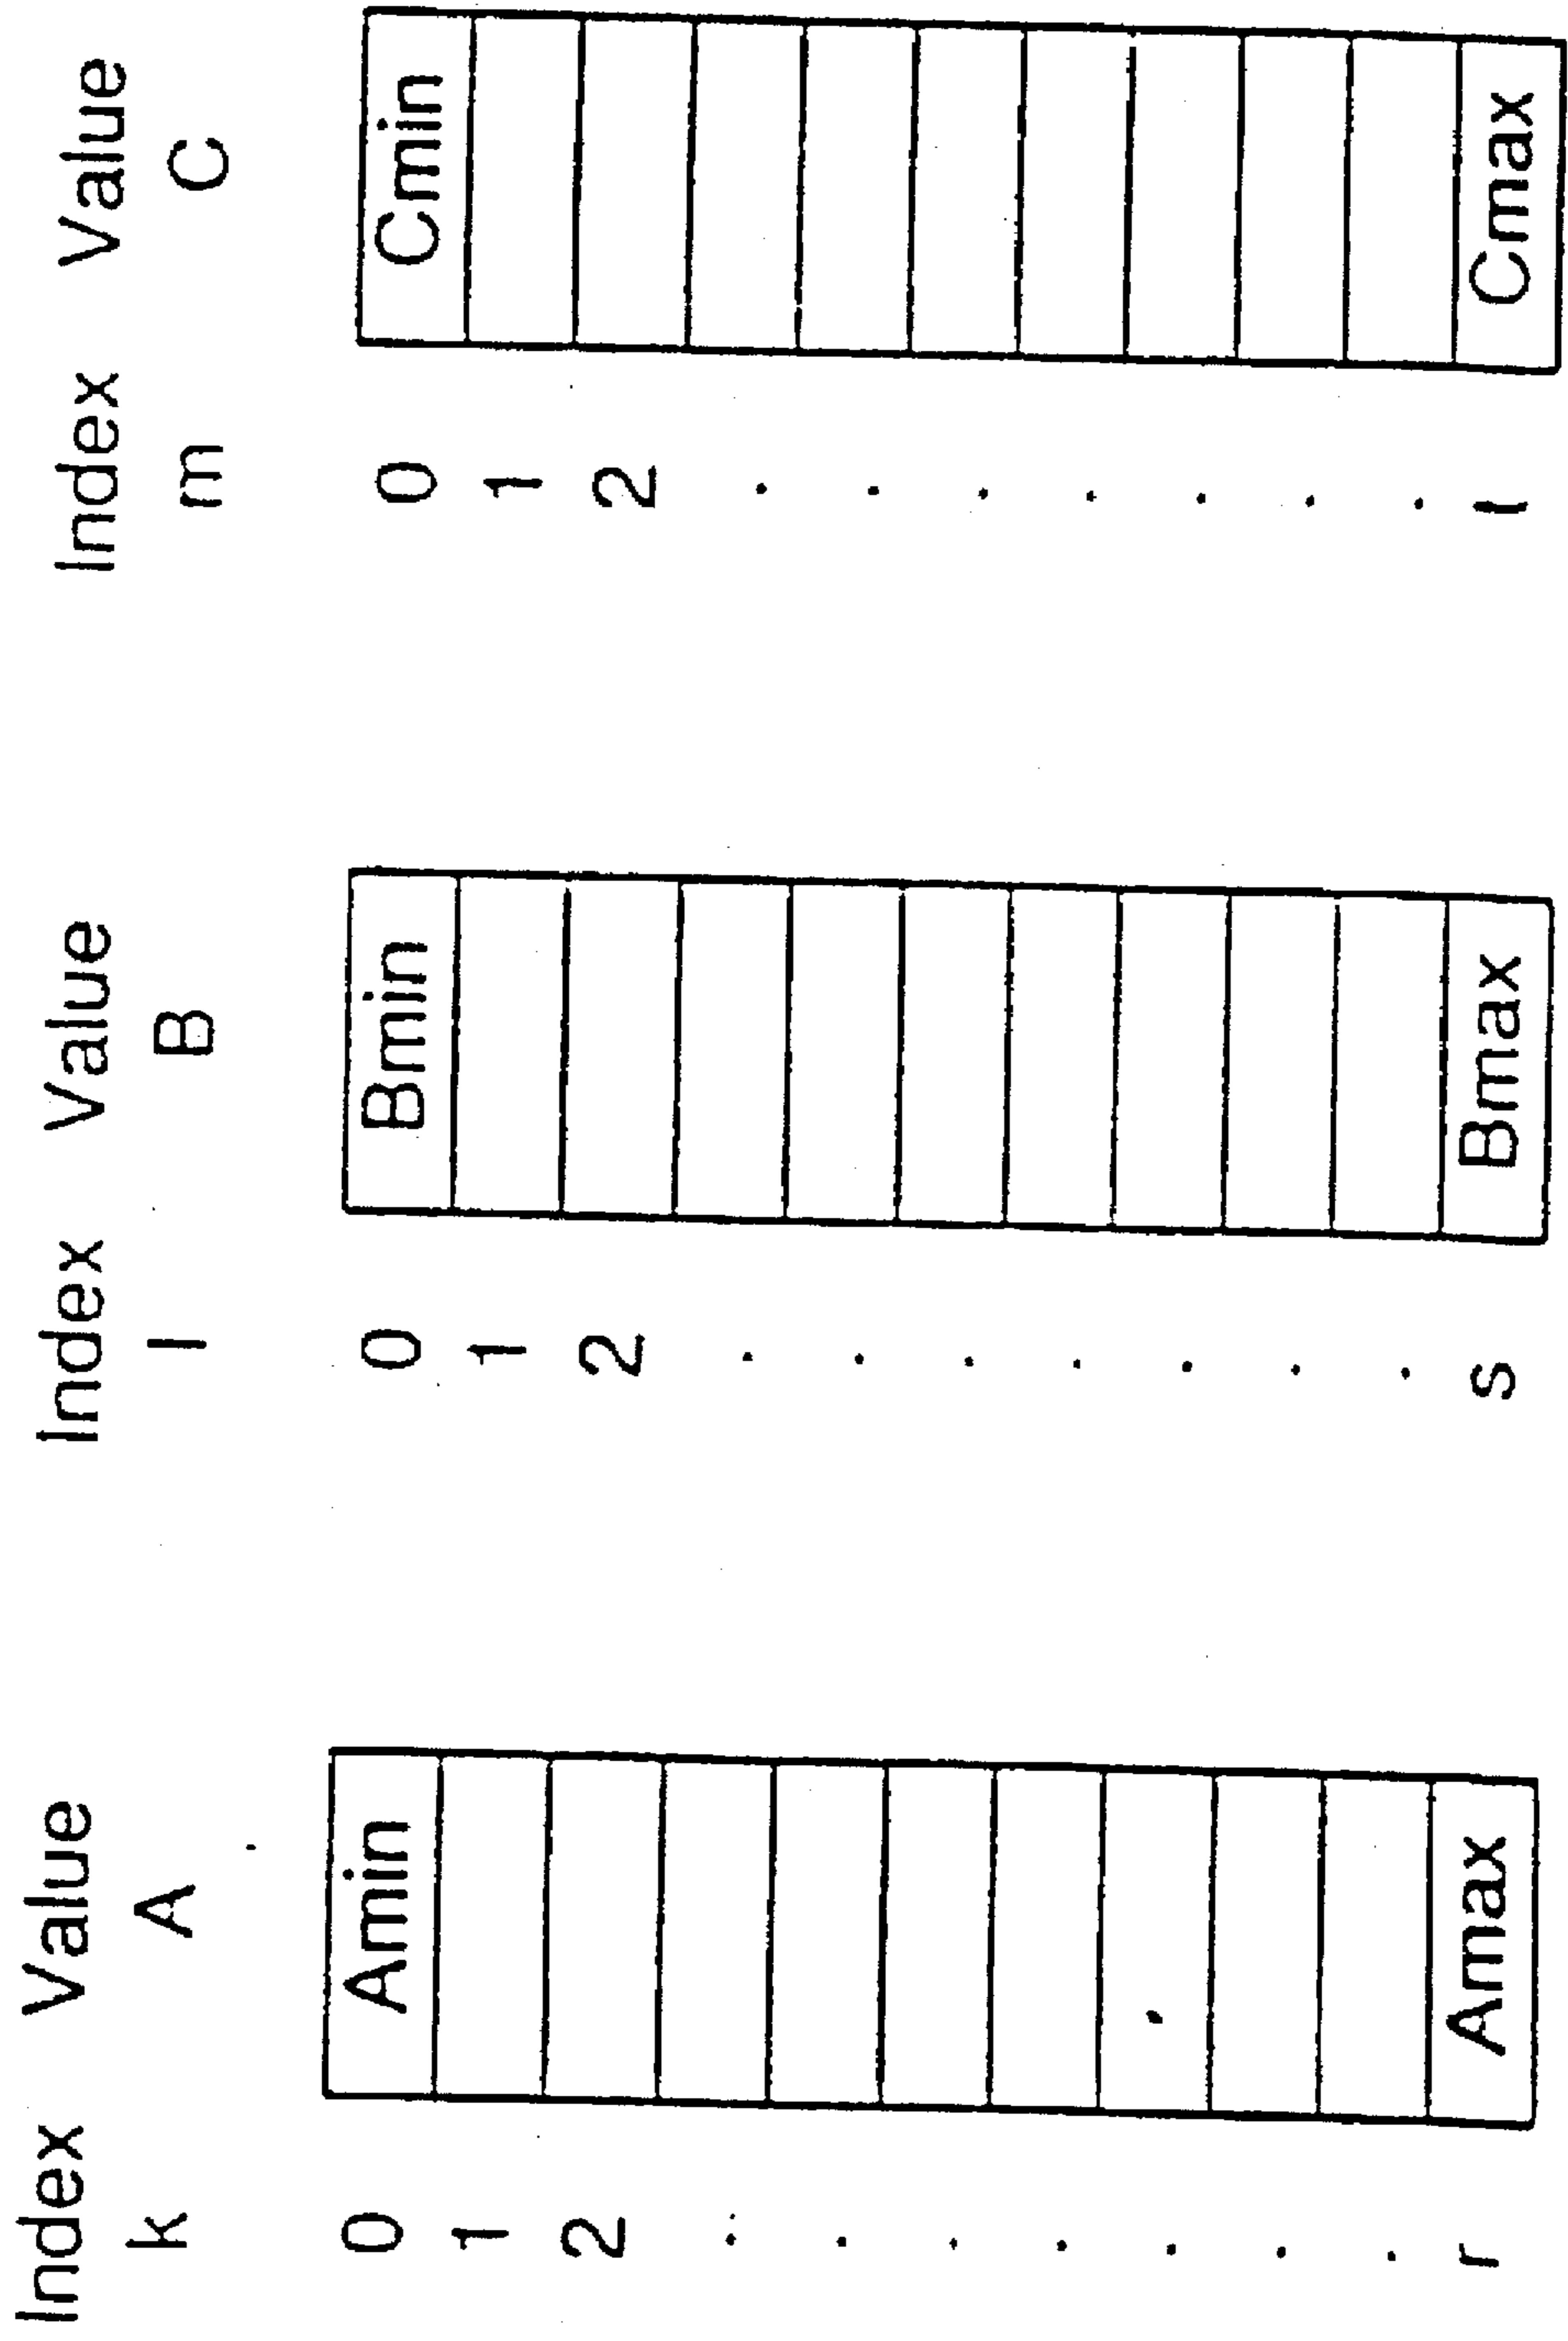 Index Value Index Value Index Value
k A l B m C
0 Amin 0 Bmin 0 Cmin
1 1 1
2 2 2
. . .
. . .
. . .
. . .
. . .
. . .
. . .
r Amax s Bmax Cmax